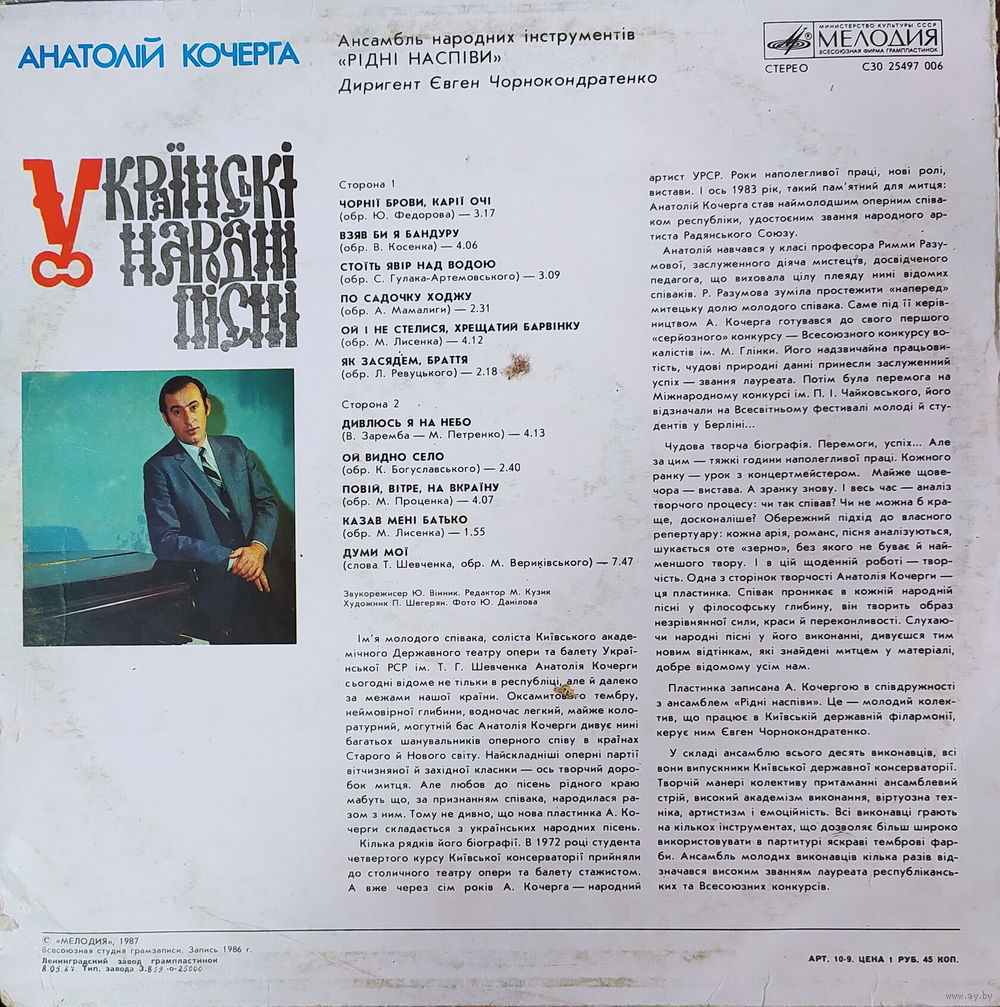 АНАТОЛІЙ КОЧЕРГА
УКРАЇНСЬКІ
НАРОДНІ
ПІСНІ
Ансамбль народних інструментів
«РІДНІ НАСПІВИ»
Диригент Євген Чорнокондратенко
МИНИСТЕРСТВО КУЛЬТУРЫ СССР
МЕЛОДИЯ
ВСЕСОЮЗНАЯ ФИРМА ГРАМПЛАСТИНОК
СТЕРЕО С30 25497 006
Сторона 1
ЧОРНІЇ БРОВИ, КАРІЇ ОЧІ
(обр. Ю. Федорова) — 3.17
ВЗЯВ БИ Я БАНДУРУ
(обр. В. Косенка) — 4.06
СТОЇТЬ ЯВІР НАД ВОДОЮ
(обр. С. Гулака-Артемовського) — 3.09
ПО САДОЧКУ ХОДЖУ
(обр. А. Мамалиги) — 2.31
ОЙ І НЕ СТЕЛИСЯ, ХРЕЩАТИЙ БАРВІНКУ
(обр. М. Лисенка) — 4.12
ЯК ЗАСЯДЕМ, БРАТТЯ
(обр. Л. Ревуцького) — 2.18
Сторона 2
ДИВЛЮСЬ Я НА НЕБО
(В. Заремба — М. Петренко) — 4.13
ОЙ ВИДНО СЕЛО
(обр. К. Богуславського) — 2.40
ПОВІЙ, ВІТРЕ, НА ВКРАЇНУ
(обр. М. Проценка) — 4.07
КАЗАВ МЕНІ БАТЬКО
(обр. М. Лисенка) — 1.55
ДУМИ МОЇ
(слова Т. Шевченка, обр. М. Вериківського) — 7.47
Звукорежисер Ю. Вінник. Редактор М. Кузик
Художник П. Шегерян. Фото Ю. Данілова
Ім'я молодого співака, соліста Київського акаде-
мічного Державного театру опери та балету Украї-
нської РСР ім. Т. Г. Шевченка Анатолія Кочерги
сьогодні відоме не тільки в республіці, але й далеко
за межами нашої країни. Оксамитового тембру,
неймовірної глибини, водночас легкий, майже коло-
ратурний, могутній бас Анатолія Кочерги дивує нині
багатьох шанувальників оперного співу в країнах
Старого й Нового світу. Найскладніші оперні партії
вітчизняної й західної класики — ось творчий доро-
бок митця. Але любов до пісень рідного краю
мабуть що, за признанням співака, народилася ра-
зом з ним. Тому не дивно, що нова пластинка А. Ко-
черги складається з українських народних пісень.
Кілька рядків його біографії. В 1972 році студента
четвертого курсу Київської консерваторії прийняли
до столичного театру опери та балету стажистом.
А вже через сім років А. Кочерга — народний
артист УРСР. Роки наполегливої праці, нові ролі,
вистави. І ось 1983 рік, такий пам'ятний для митця:
Анатолій Кочерга став наймолодшим оперним співа-
ком республіки, удостоєним звання народного ар-
тиста Радянського Союзу.
Анатолій навчався у класі професора Римми Разу-
мової, заслуженного діяча мистецтв, досвідченого
педагога, що виховала цілу плеяду нині відомих
співаків. Р. Разумова зуміла простежити «наперед»
митецьку долю молодого співака. Саме під її керів-
ництвом А. Кочерга готувався до свого першого
«серйозного» конкурсу — Всесоюзного конкурсу во-
калістів ім. М. Глінки. Його надзвичайна працьови-
тість, чудові природні данні принесли заслуженний
успіх — звання лауреата. Потім була перемога на
Міжнародному конкурсі ім. П. І. Чайковського, його
відзначали на Всесвітньому фестивалі молоді й сту-
дентів у Берліні...
Чудова творча біографія. Перемоги, успіх... Але
за цим — тяжкі години наполегливої праці. Кожного
ранку — урок з концертмейстером. Майже щове-
чора — вистава. А зранку знову. І весь час — аналіз
творчого процесу: чи так співав? Чи не можна б кра-
ще, досконаліше? Обережний підхід до власного
репертуару: кожна арія, романс, пісня аналізуються,
шукається оте «зерно», без якого не буває й най-
меншого твору. І в цій щоденній роботі — твор-
чість. Одна з сторінок творчості Анатолія Кочерги —
ця пластинка. Співак проникає в кожній народній
пісні у філософську глибину, він творить образ
незрівнянної сили, краси й переконливості. Слухаю-
чи народні пісні у його виконанні, дивуєшся тим
новим відтінкам, які знайдені митцем у матеріалі,
добре відомому усім нам.
Пластинка записана А. Кочергою в співдружності
з ансамблем «Рідні наспіви». Це — молодий колек-
тив, що працює в Київській державній філармонії,
керує ним Євген Чорнокондратенко.
У складі ансамблю всього десять виконавців, всі
вони випускники Київської державної консерваторії.
Творчій манері колективу притаманні ансамблевий
стрій, високий академізм виконання, віртуозна тех-
ніка, артистизм і емоційність. Всі виконавці грають
на кількох інструментах, що дозволяє більш широко
використовувати в партитурі яскраві темброві фар-
би. Ансамбль молодих виконавців кілька разів від-
значався високим званням лауреата республікансь-
ких та Всесоюзних конкурсів.
© «МЕЛОДИЯ», 1987
Всесоюзная студия грамзаписи. Запись 1986 г.
Ленинградский завод грампластинок
8.05.87. Тип. завода З.859-о-25000
АРТ. 10-9. ЦЕНА 1 РУБ. 45 КОП.
www.ay.by